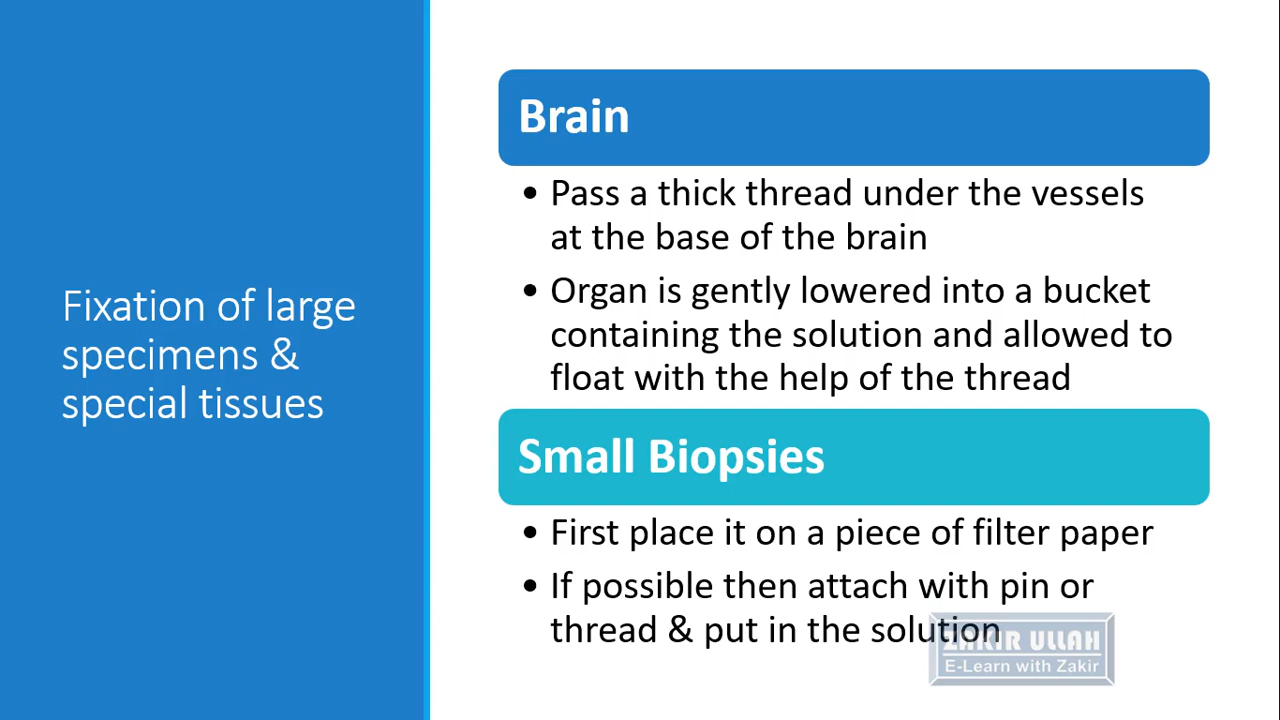 Fixation of large
specimens &
special tissues
Brain
• Pass a thick thread under the vessels
at the base of the brain
• Organ is gently lowered into a bucket
containing the solution and allowed to
float with the help of the thread
Small Biopsies
• First place it on a piece of filter paper
• If possible then attach with pin or
thread & put in the solution
ZAKIR ULLAH
E-Learn with Zakir